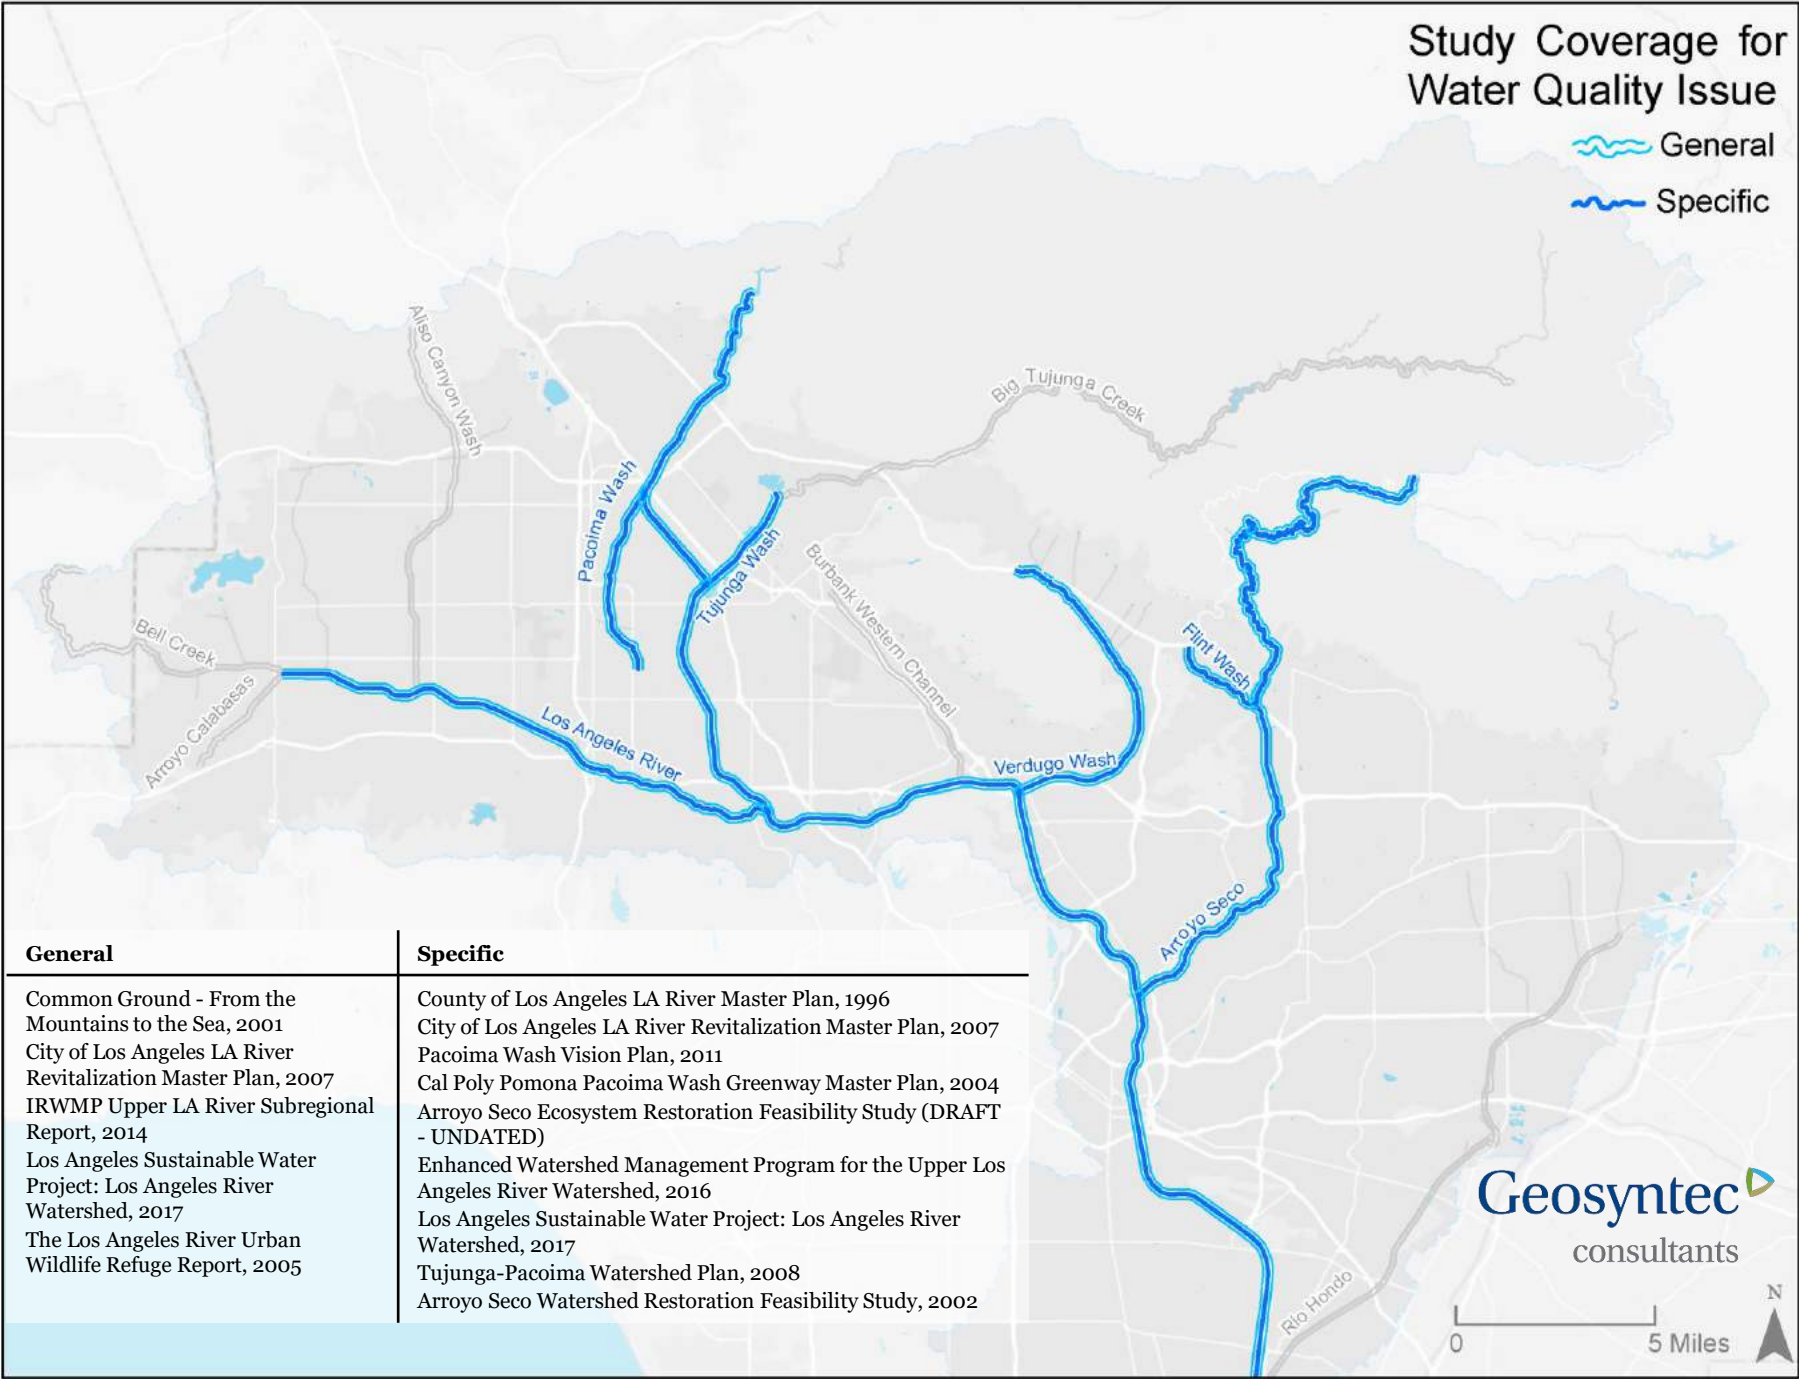 Study Coverage for
Water Quality Issue
General
Specific
Aliso Canyon Wash
Big Tujunga Creek
Pacoima Wash
Tujunga Wash
Burbank Western Channel
Flint Wash
Bell Creek
Arroyo Calabasas
Los Angeles River
Verdugo Wash
Arroyo Seco
Rio Hondo
General
Common Ground - From the
Mountains to the Sea, 2001
City of Los Angeles LA River
Revitalization Master Plan, 2007
IRWMP Upper LA River Subregional
Report, 2014
Los Angeles Sustainable Water
Project: Los Angeles River
Watershed, 2017
The Los Angeles River Urban
Wildlife Refuge Report, 2005
Specific
County of Los Angeles LA River Master Plan, 1996
City of Los Angeles LA River Revitalization Master Plan, 2007
Pacoima Wash Vision Plan, 2011
Cal Poly Pomona Pacoima Wash Greenway Master Plan, 2004
Arroyo Seco Ecosystem Restoration Feasibility Study (DRAFT
- UNDATED)
Enhanced Watershed Management Program for the Upper Los
Angeles River Watershed, 2016
Los Angeles Sustainable Water Project: Los Angeles River
Watershed, 2017
Tujunga-Pacoima Watershed Plan, 2008
Arroyo Seco Watershed Restoration Feasibility Study, 2002
Geosyntec
consultants
N
0
5 Miles